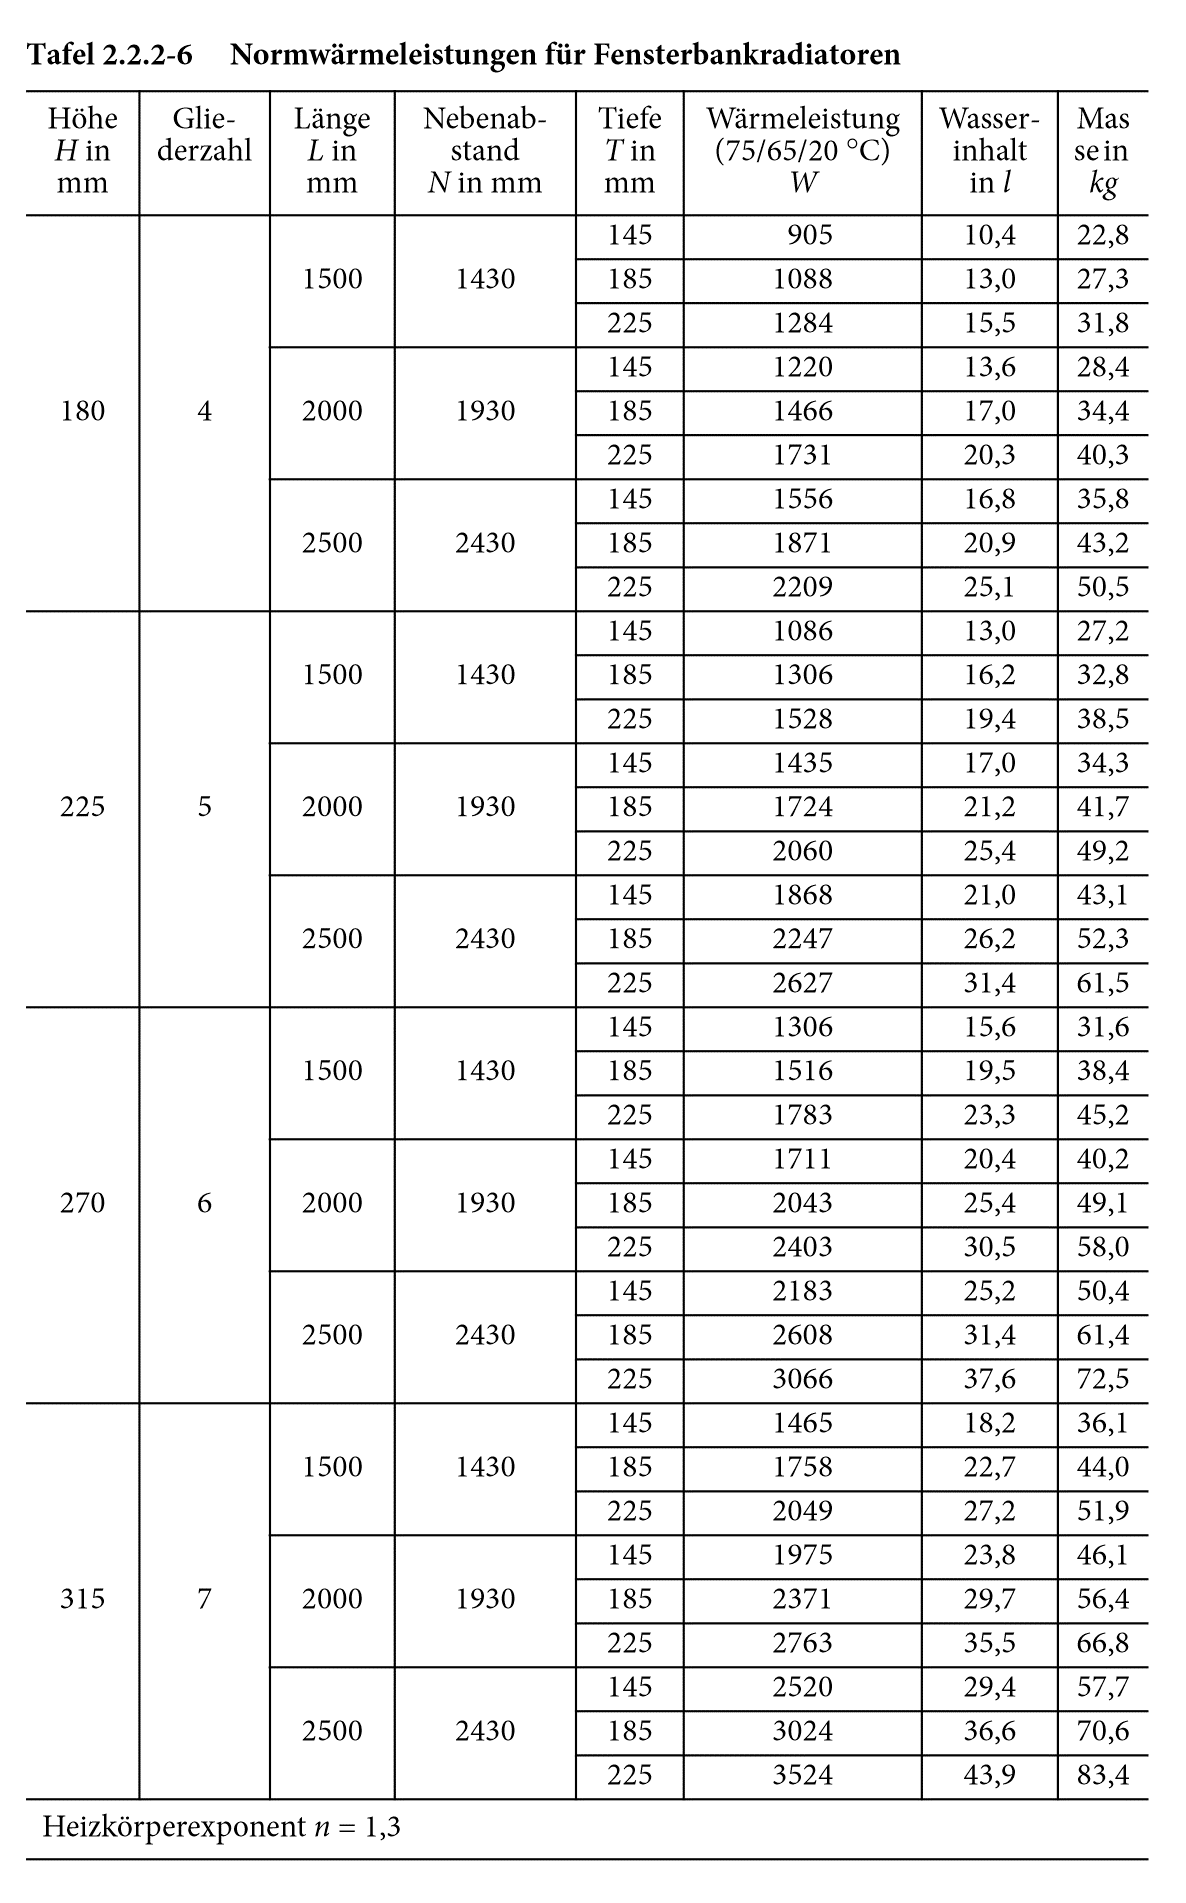 Tafel 2.2.2-6 Normwärmeleistungen für Fensterbankradiatoren
Höhe Glie- Länge Nebenab- Tiefe Wärmeleistung Wasser- Mas
H in derzahl L in stand T in (75/65/20 °C) inhalt se in
mm mm N in mm mm W in l kg
145 905 10,4 22,8
1500 1430 185 1088 13,0 27,3
225 1284 15,5 31,8
145 1220 13,6 28,4
180 4 2000 1930 185 1466 17,0 34,4
225 1731 20,3 40,3
145 1556 16,8 35,8
2500 2430 185 1871 20,9 43,2
225 2209 25,1 50,5
145 1086 13,0 27,2
1500 1430 185 1306 16,2 32,8
225 1528 19,4 38,5
145 1435 17,0 34,3
225 5 2000 1930 185 1724 21,2 41,7
225 2060 25,4 49,2
145 1868 21,0 43,1
2500 2430 185 2247 26,2 52,3
225 2627 31,4 61,5
145 1306 15,6 31,6
1500 1430 185 1516 19,5 38,4
225 1783 23,3 45,2
145 1711 20,4 40,2
270 6 2000 1930 185 2043 25,4 49,1
225 2403 30,5 58,0
145 2183 25,2 50,4
2500 2430 185 2608 31,4 61,4
225 3066 37,6 72,5
145 1465 18,2 36,1
1500 1430 185 1758 22,7 44,0
225 2049 27,2 51,9
145 1975 23,8 46,1
315 7 2000 1930 185 2371 29,7 56,4
225 2763 35,5 66,8
145 2520 29,4 57,7
2500 2430 185 3024 36,6 70,6
225 3524 43,9 83,4
Heizkörperexponent n = 1,3